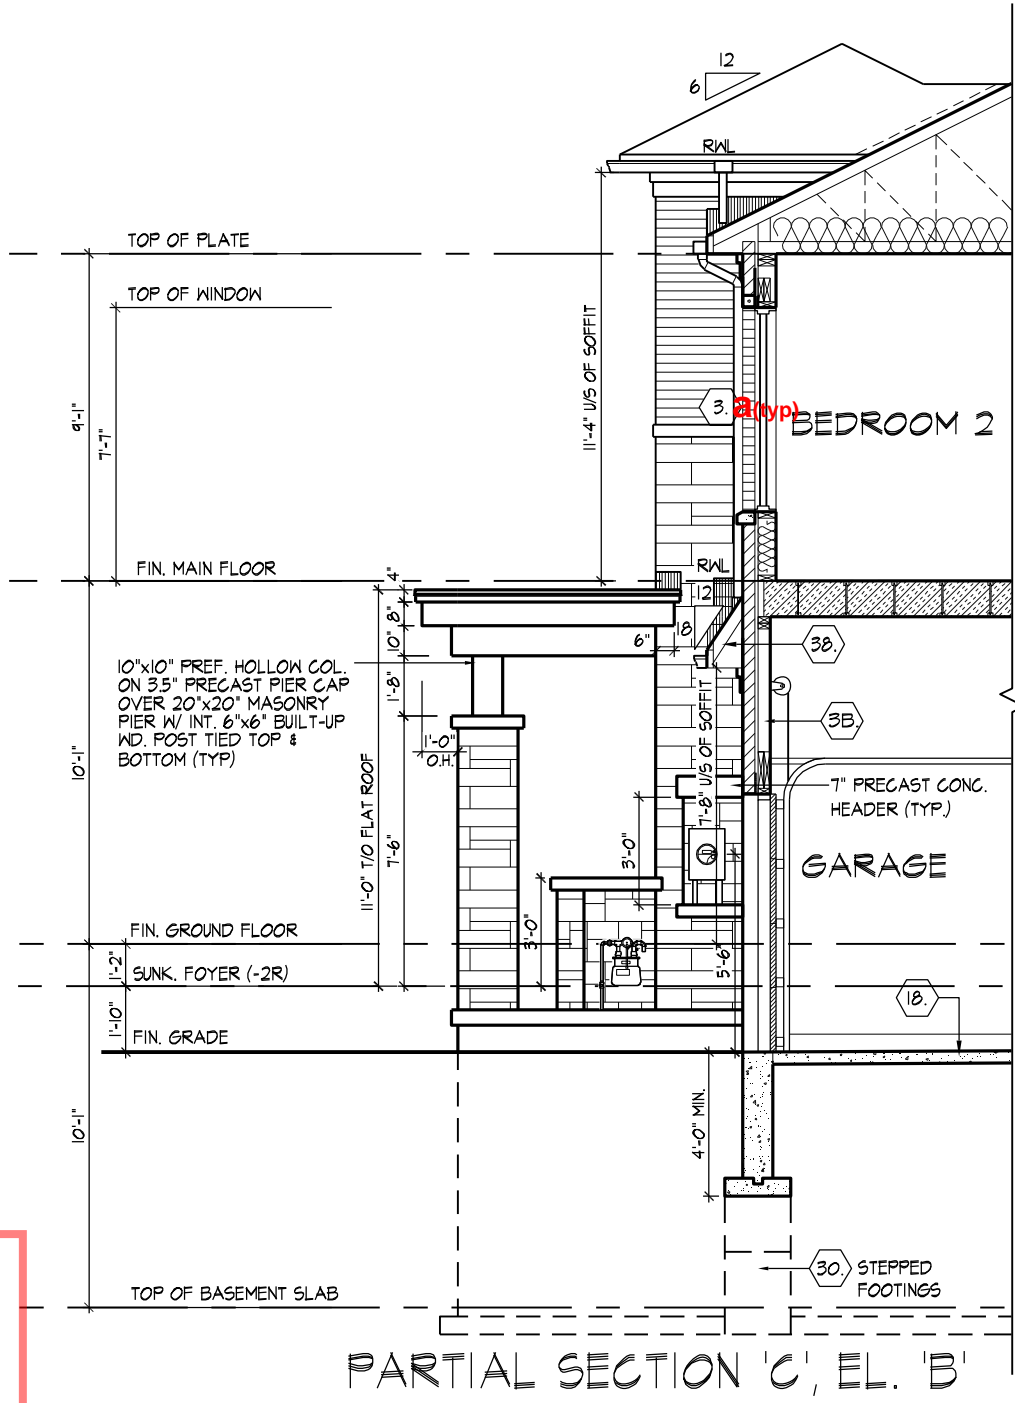 12
6
RWL
TOP OF PLATE
TOP OF WINDOW
11'-4" U/S OF SOFFIT
9'-1"
7'-7"
3. a(typ)
BEDROOM 2
FIN. MAIN FLOOR
4"
8"
10"
1'-8"
RWL
12
18
6"
38.
10"x10" PREF. HOLLOW COL.
ON 3.5" PRECAST PIER CAP
OVER 20"x20" MASONRY
PIER W/ INT. 6"x6" BUILT-UP
WD. POST TIED TOP &
BOTTOM (TYP)
3B.
1'-0"
O.H.
10'-1"
11'-0" T/O FLAT ROOF
7'-6"
7'-8" U/S OF SOFFIT
7" PRECAST CONC.
HEADER (TYP.)
3'-0"
GARAGE
3'-0"
FIN. GROUND FLOOR
5'-6"
1'-2"
SUNK. FOYER (-2R)
18.
1'-10"
FIN. GRADE
10'-1"
4'-0" MIN.
30.
STEPPED
FOOTINGS
TOP OF BASEMENT SLAB
PARTIAL SECTION 'C', EL. 'B'